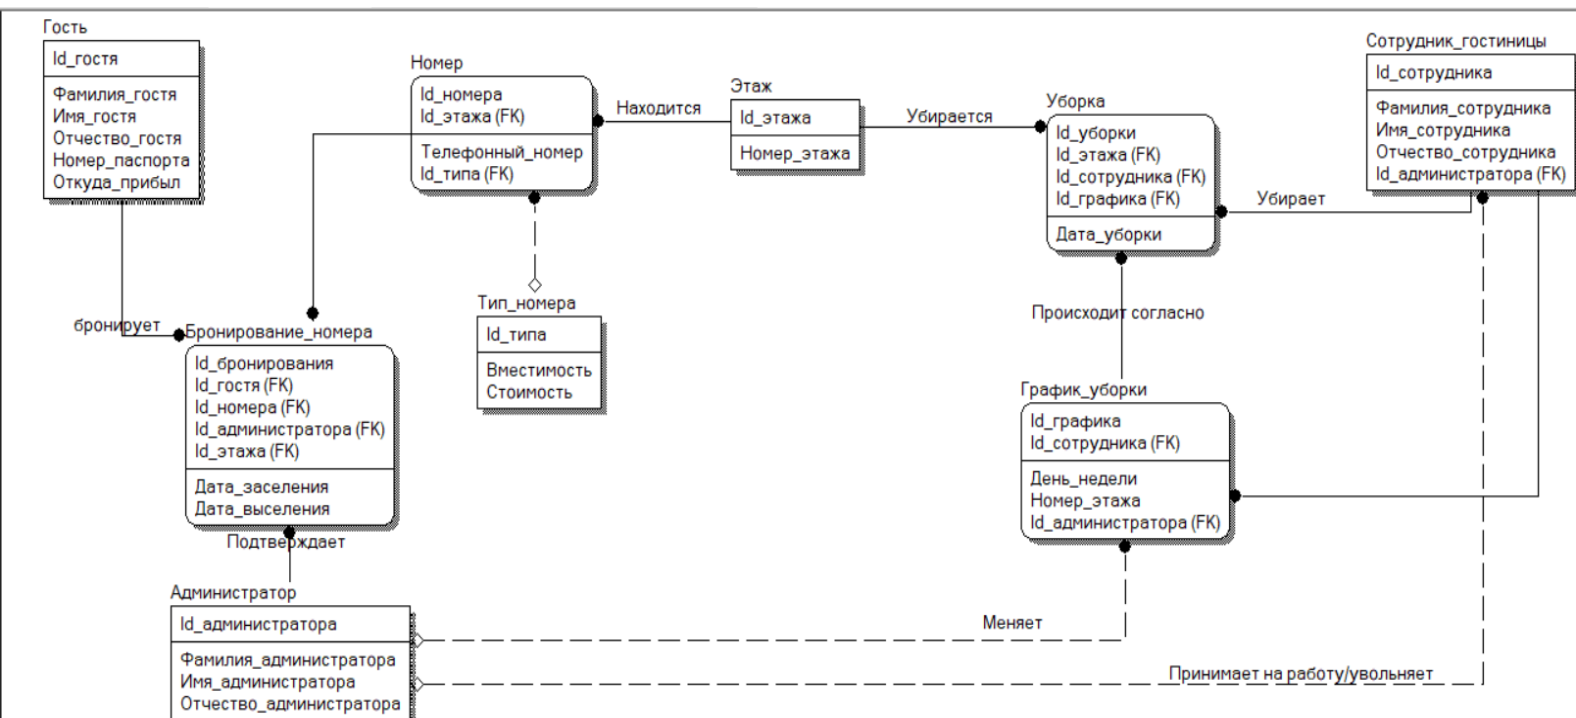 Гость
Id_гостя
Фамилия_гостя
Имя_гостя
Отчество_гостя
Номер_паспорта
Откуда_прибыл
бронирует
Номер
Id_номера
Id_этажа (FK)
Телефонный_номер
Id_типа (FK)
Находится
Этаж
Id_этажа
Номер_этажа
Убирается
Уборка
Id_уборки
Id_этажа (FK)
Id_сотрудника (FK)
Id_графика (FK)
Дата_уборки
Убирает
Сотрудник_гостиницы
Id_сотрудника
Фамилия_сотрудника
Имя_сотрудника
Отчество_сотрудника
Id_администратора (FK)
Тип_номера
Id_типа
Вместимость
Стоимость
Происходит согласно
Бронирование_номера
Id_бронирования
Id_гостя (FK)
Id_номера (FK)
Id_администратора (FK)
Id_этажа (FK)
Дата_заселения
Дата_выселения
Подтверждает
График_уборки
Id_графика
Id_сотрудника (FK)
День_недели
Номер_этажа
Id_администратора (FK)
Администратор
Id_администратора
Фамилия_администратора
Имя_администратора
Отчество_администратора
Меняет
Принимает на работу/увольняет